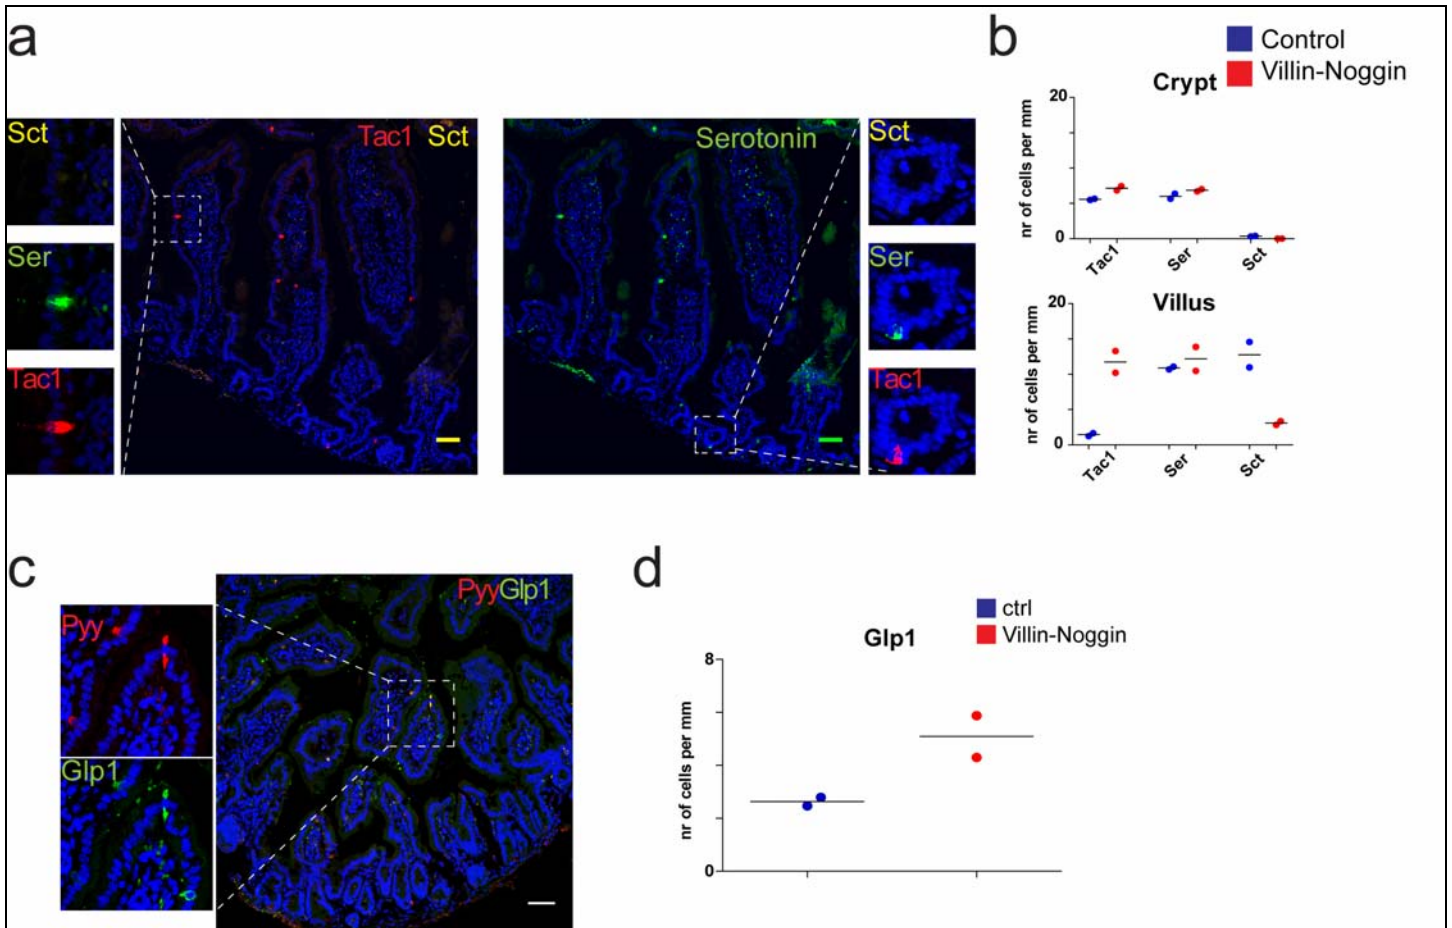 a
Sct
Ser
Tac1
Tac1 Sct
Serotonin
Sct
Ser
Tac1
b
Control
Villin-Noggin
Crypt
nr of cells per mm
20
0
Tac1
Ser
Sct
Villus
nr of cells per mm
20
0
Tac1
Ser
Sct
c
Pyy
Glp1
PyyGlp1
d
ctrl
Villin-Noggin
Glp1
nr of cells per mm
8
0